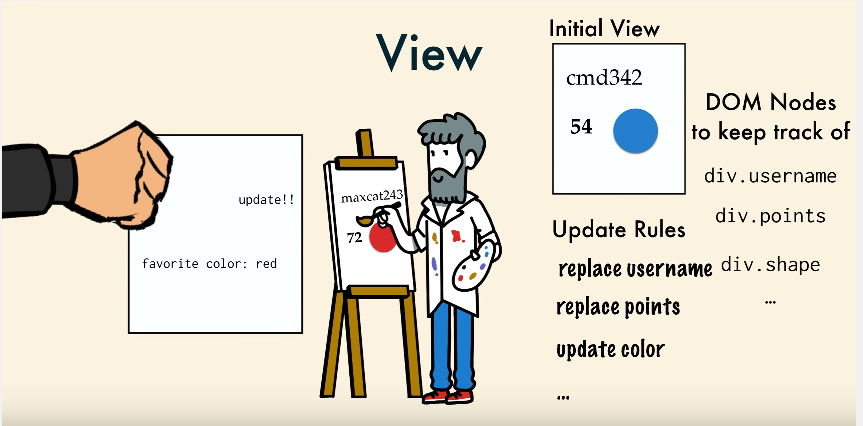 View
update!!
favorite color: red
maxcat243
72
Initial View
cmd342
54
DOM Nodes
to keep track of
div.username
div.points
div.shape
...
Update Rules
replace username
replace points
update color
...